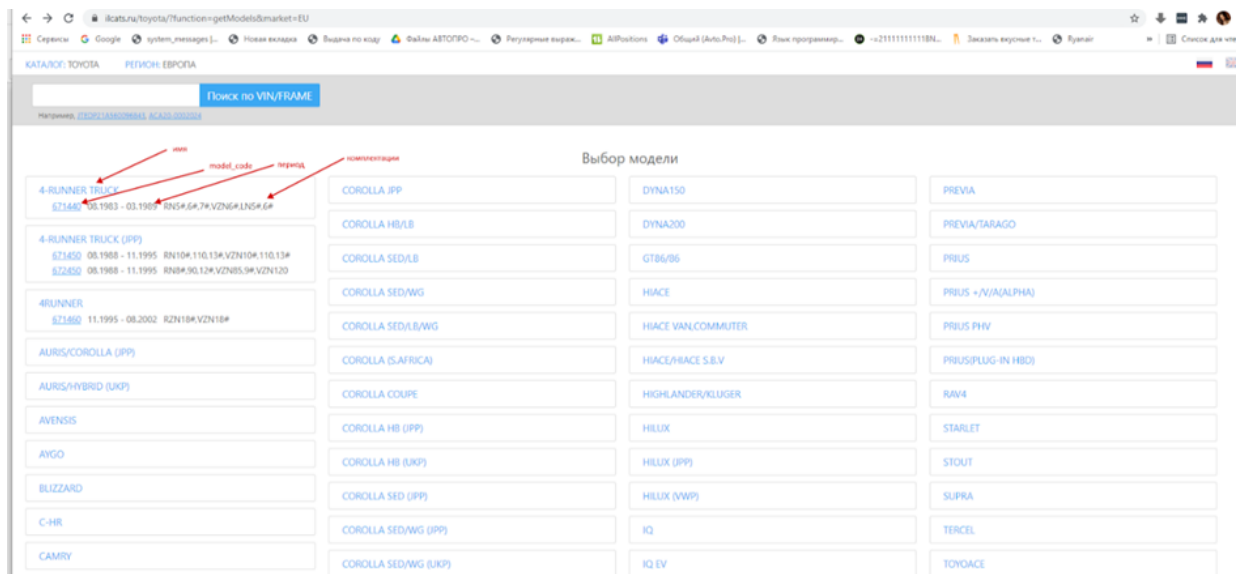 ilcats.ru/toyota/?function=getModels&market=EU
Сервисы Google system_messages |... Новая вкладка Выдача по коду Файлы АВТОПРО –... Регулярные выраж... AllPositions Общий (Avto.Pro) |... Язык программир... Заказать вкусные т... Ryanair » Список для чте
КАТАЛОГ: TOYOTA РЕГИОН: ЕВРОПА
Поиск по VIN/FRAME
Например,
имя
model_code
период
комплектации
Выбор модели
4-RUNNER TRUCK
671440 08.1983 - 03.1989 RN5#,6#,7#,VZN6#,LN5#,6#
4-RUNNER TRUCK (JPP)
671450 08.1988 - 11.1995 RN10#,110,13#,VZN10#,110,13#
672450 08.1988 - 11.1995 RN8#,90,12#,VZN85,9#,VZN120
4RUNNER
671460 11.1995 - 08.2002 RZN18#,VZN18#
AURIS/COROLLA (JPP)
AURIS/HYBRID (UKP)
AVENSIS
AYGO
BLIZZARD
C-HR
CAMRY
COROLLA JPP
COROLLA HB/LB
COROLLA SED/LB
COROLLA SED/WG
COROLLA SED/LB/WG
COROLLA (S.AFRICA)
COROLLA COUPE
COROLLA HB (JPP)
COROLLA HB (UKP)
COROLLA SED (JPP)
COROLLA SED/WG (JPP)
COROLLA SED/WG (UKP)
DYNA150
DYNA200
GT86/86
HIACE
HIACE VAN,COMMUTER
HIACE/HIACE S.B.V
HIGHLANDER/KLUGER
HILUX
HILUX (JPP)
HILUX (VWP)
IQ
IQ EV
PREVIA
PREVIA/TARAGO
PRIUS
PRIUS +/V/A(ALPHA)
PRIUS PHV
PRIUS(PLUG-IN HBD)
RAV4
STARLET
STOUT
SUPRA
TERCEL
TOYOACE